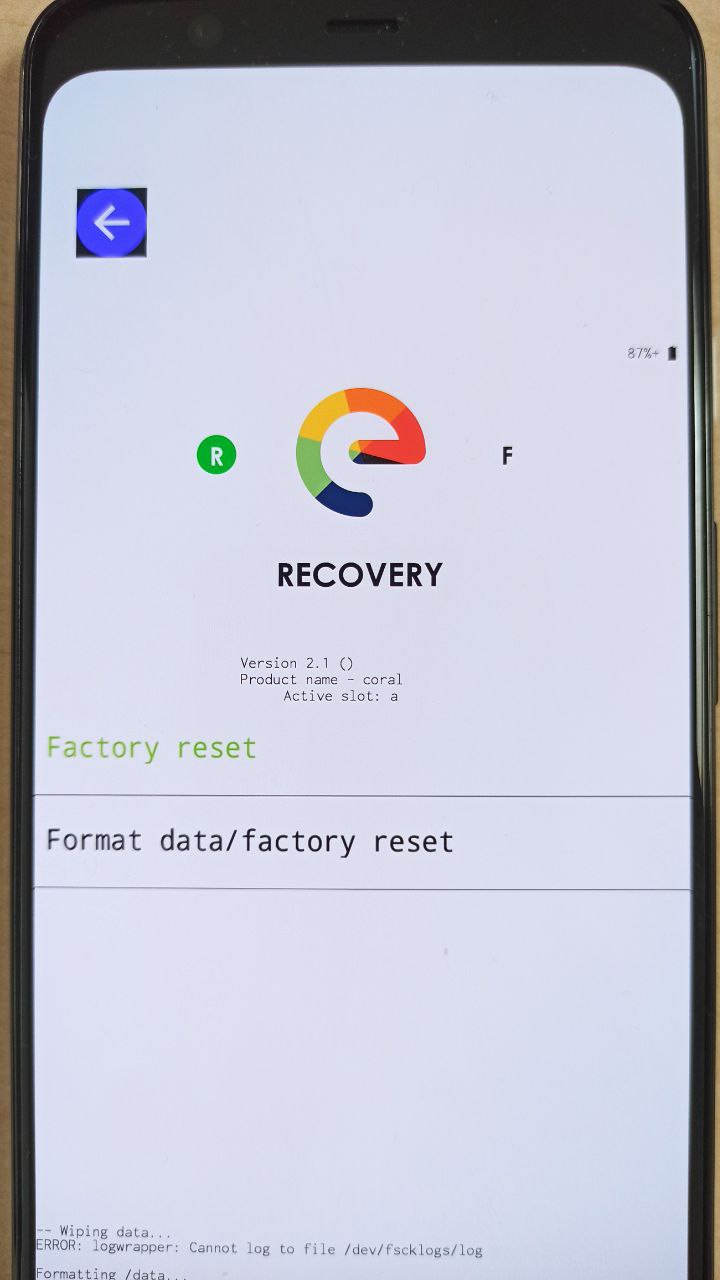 87%+
R
F
RECOVERY
Version 2.1 ()
Product name - coral
Active slot: a
Factory reset
Format data/factory reset
-- Wiping data...
ERROR: logwrapper: Cannot log to file /dev/fscklogs/log
Formatting /data...